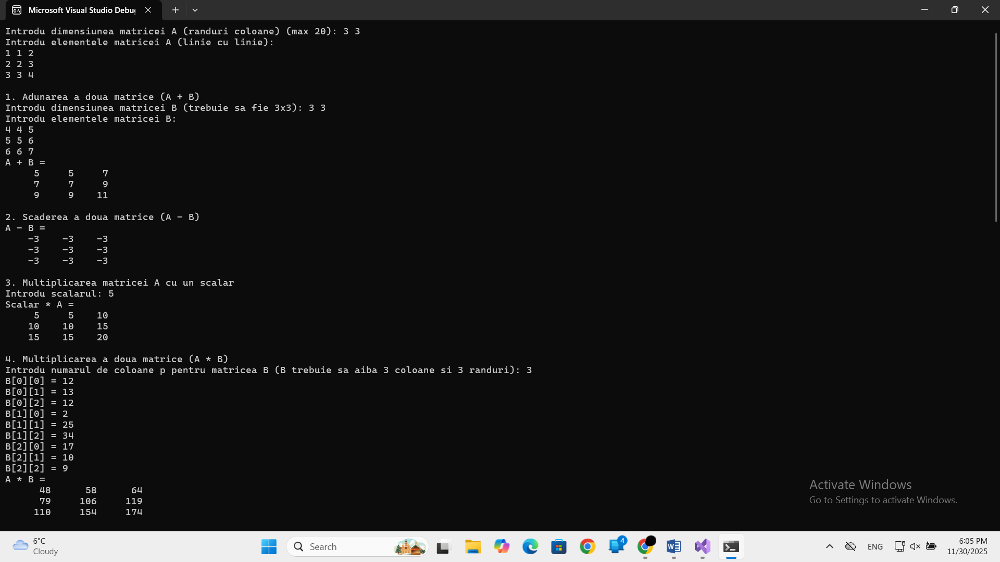 Microsoft Visual Studio Debug
Introdu dimensiunea matricei A (randuri coloane) (max 20): 3 3
Introdu elementele matricei A (linie cu linie):
1 1 2
2 2 3
3 3 4
1. Adunarea a doua matrice (A + B)
Introdu dimensiunea matricei B (trebuie sa fie 3x3): 3 3
Introdu elementele matricei B:
4 4 5
5 5 6
6 6 7
A + B =
5 5 7
7 7 9
9 9 11
2. Scaderea a doua matrice (A - B)
A - B =
-3 -3 -3
-3 -3 -3
-3 -3 -3
3. Multiplicarea matricei A cu un scalar
Introdu scalarul: 5
Scalar * A =
5 5 10
10 10 15
15 15 20
4. Multiplicarea a doua matrice (A * B)
Introdu numarul de coloane p pentru matricea B (B trebuie sa aiba 3 coloane si 3 randuri): 3
B[0][0] = 12
B[0][1] = 13
B[0][2] = 12
B[1][0] = 2
B[1][1] = 25
B[1][2] = 34
B[2][0] = 17
B[2][1] = 10
B[2][2] = 9
A * B =
48 58 64
79 106 119
110 154 174
Activate Windows
Go to Settings to activate Windows.
6°C
Cloudy
Search
4
ENG
6:05 PM
11/30/2025